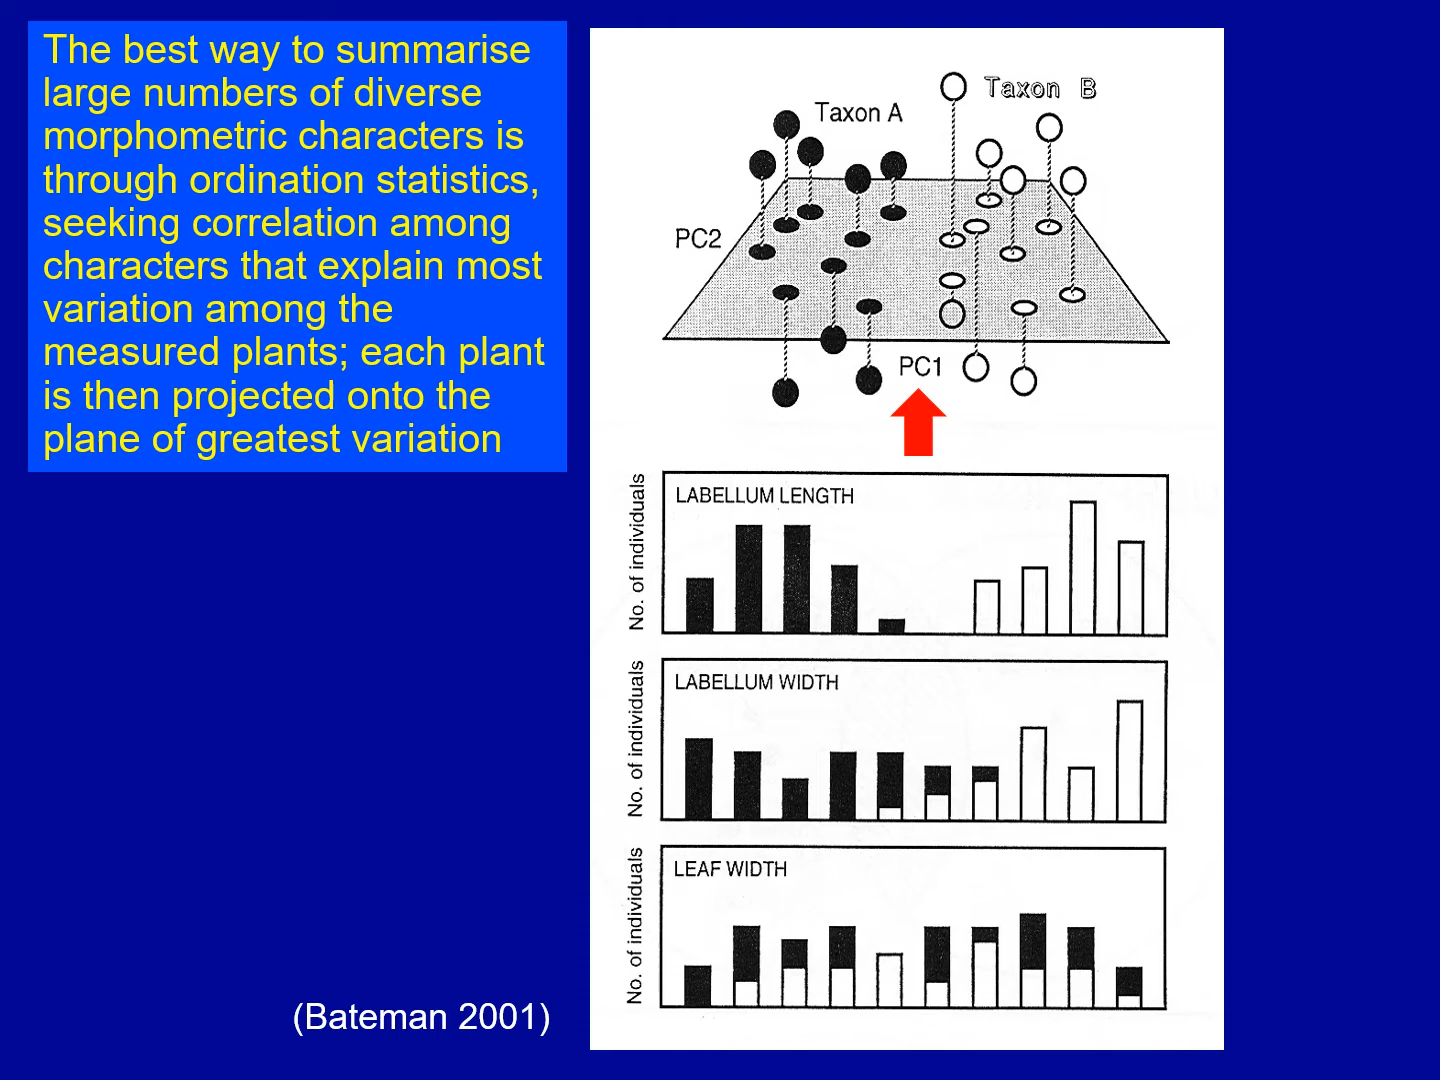 The best way to summarise
large numbers of diverse
morphometric characters is
through ordination statistics,
seeking correlation among
characters that explain most
variation among the
measured plants; each plant
is then projected onto the
plane of greatest variation
(Bateman 2001)
Taxon A
Taxon B
PC2
PC1
No. of individuals
LABELLUM LENGTH
No. of individuals
LABELLUM WIDTH
No. of individuals
LEAF WIDTH